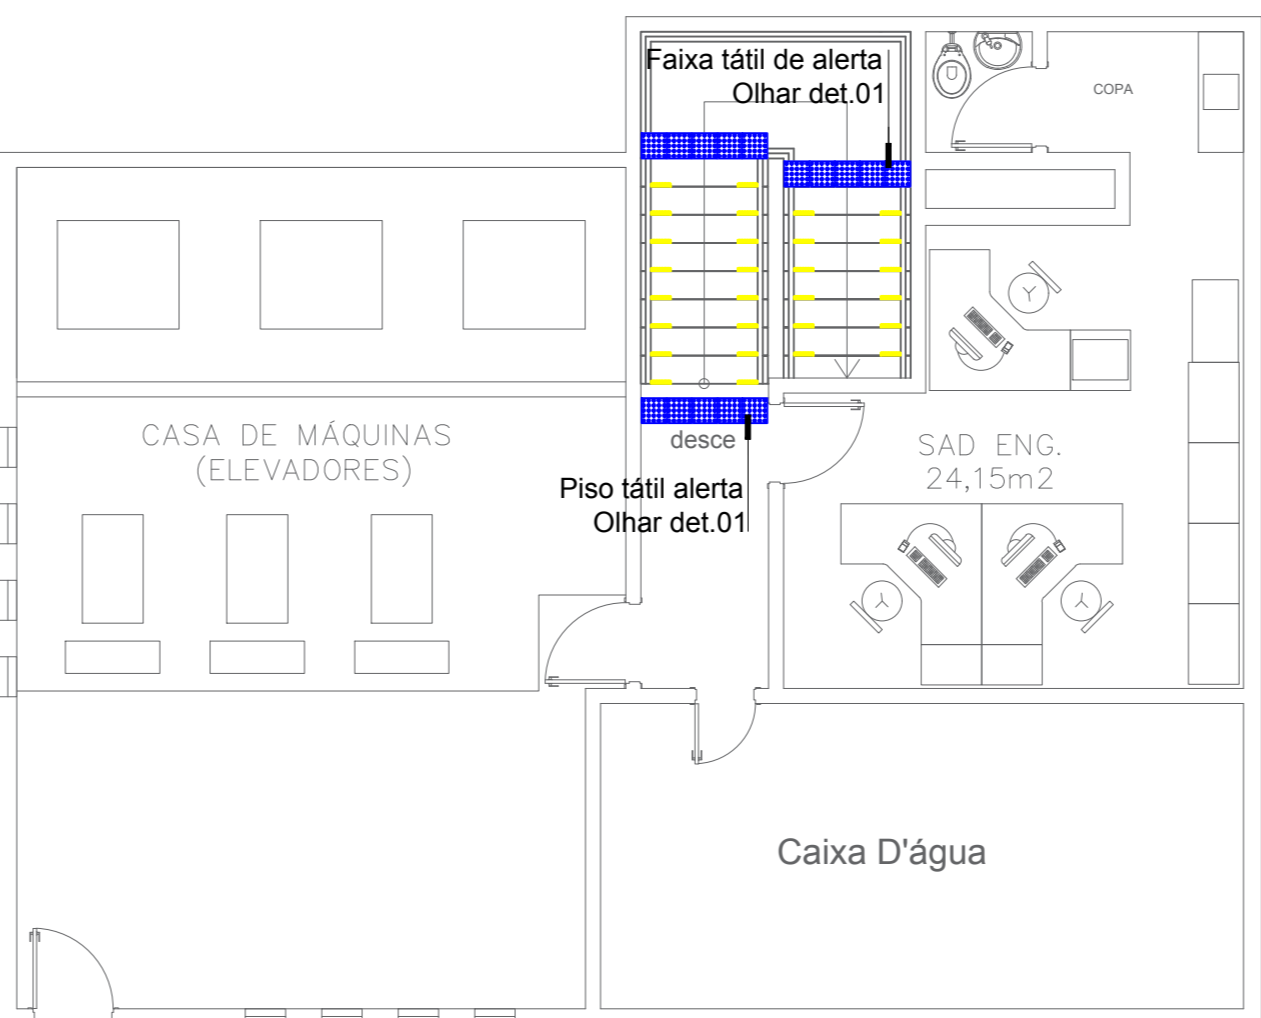 Faixa tátil de alerta
Olhar det.01
COPA
CASA DE MÁQUINAS
(ELEVADORES)
desce
SAD ENG.
24,15m2
Piso tátil alerta
Olhar det.01
Caixa D'água